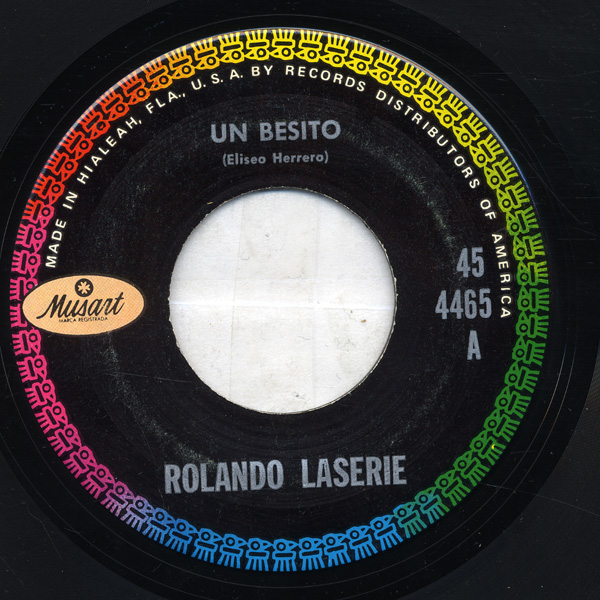 MADE IN HIALEAH, FLA., U.S.A. BY RECORDS DISTRIBUTORS OF AMERICA
UN BESITO
(Eliseo Herrero)
45
4465
A
Musart
MARCA REGISTRADA
ROLANDO LASERIE